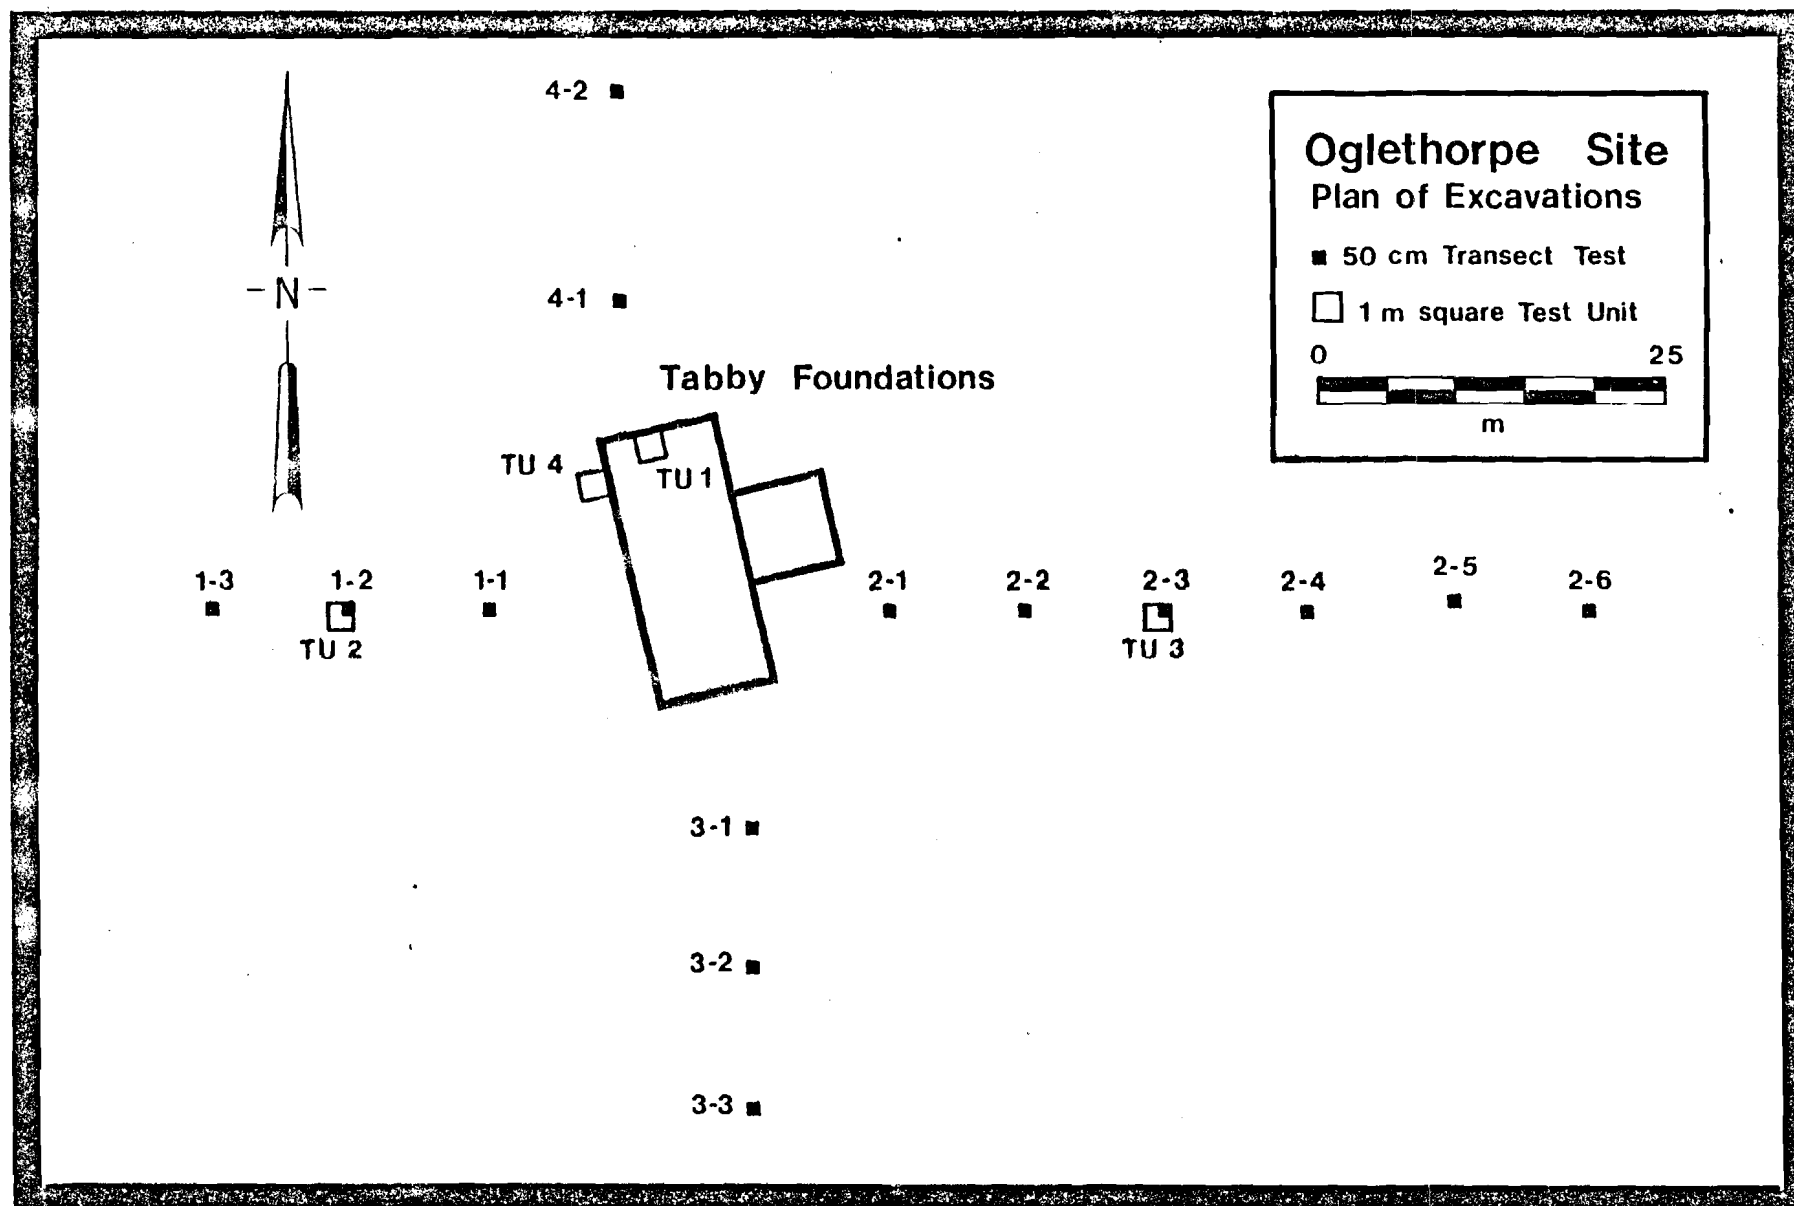 4-2
Oglethorpe Site
Plan of Excavations
50 cm Transect Test
1 m square Test Unit
0 25
m
-N-
4-1
Tabby Foundations
TU 4
TU 1
1-3 1-2 1-1 2-1 2-2 2-3 2-4 2-5 2-6
TU 2 TU 3
3-1
3-2
3-3